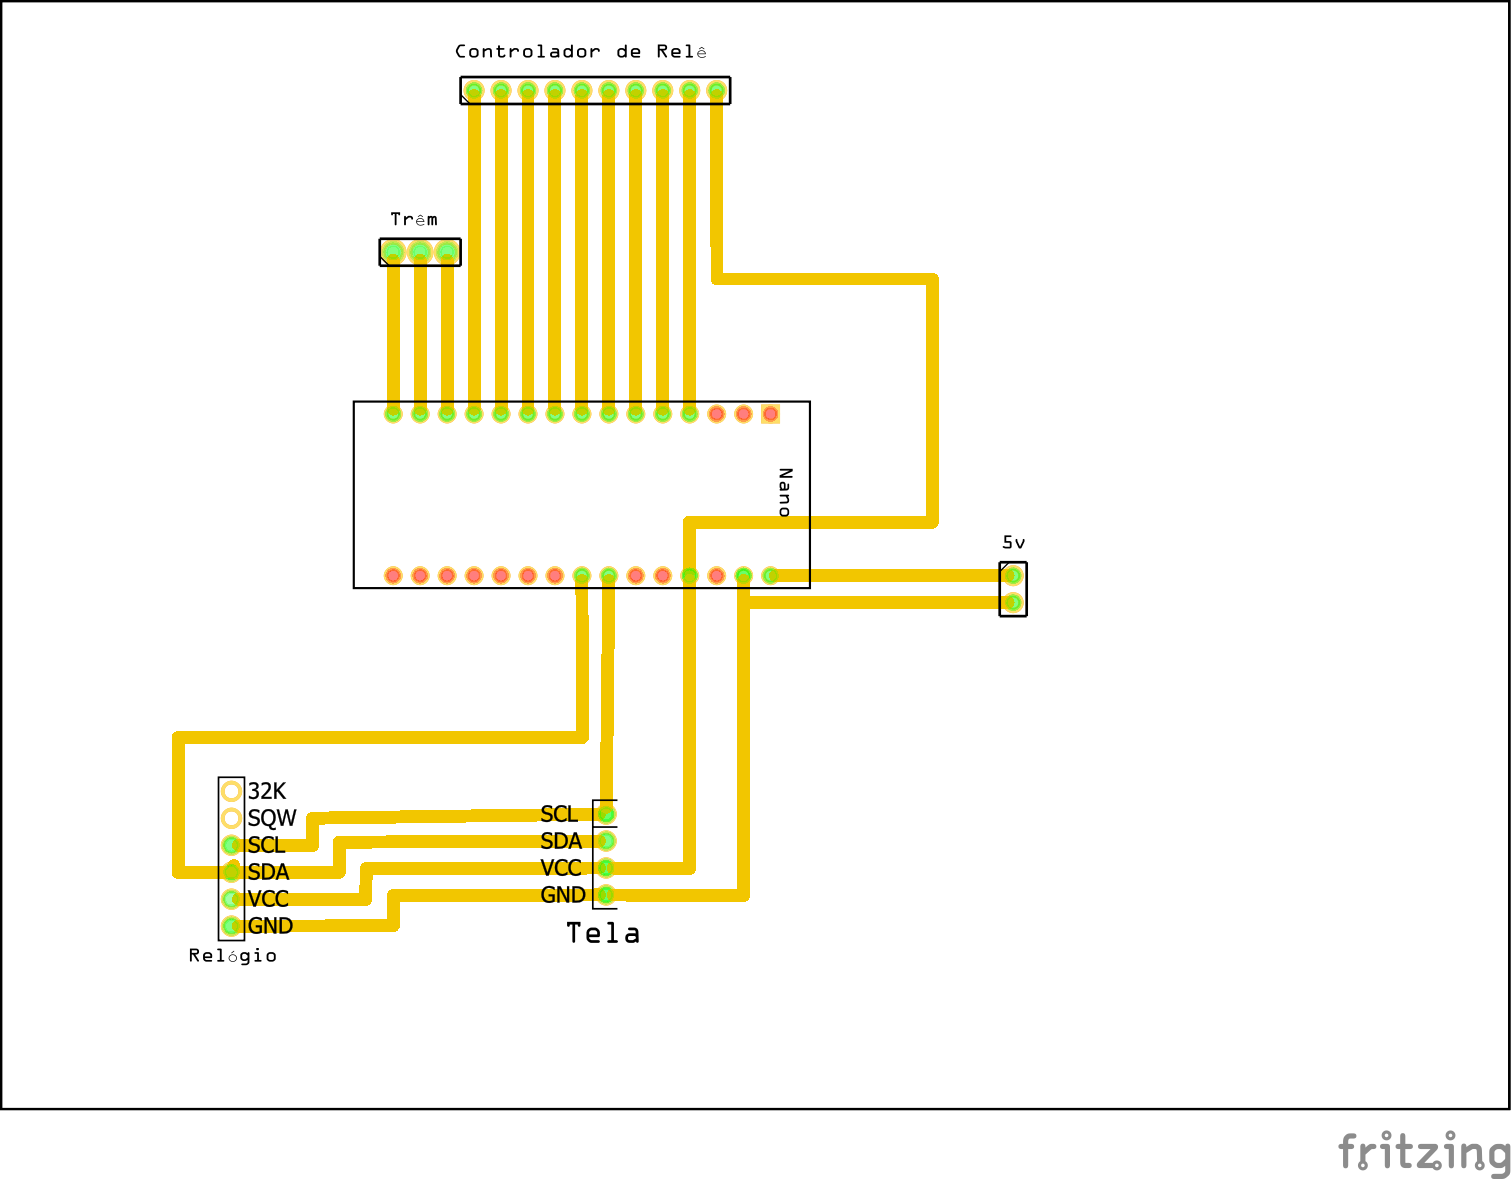 Controlador de Relê
Trêm
Nano
5v
32K
SQW
SCL
SDA
VCC
GND
Relógio
SCL
SDA
VCC
GND
Tela
fritzing